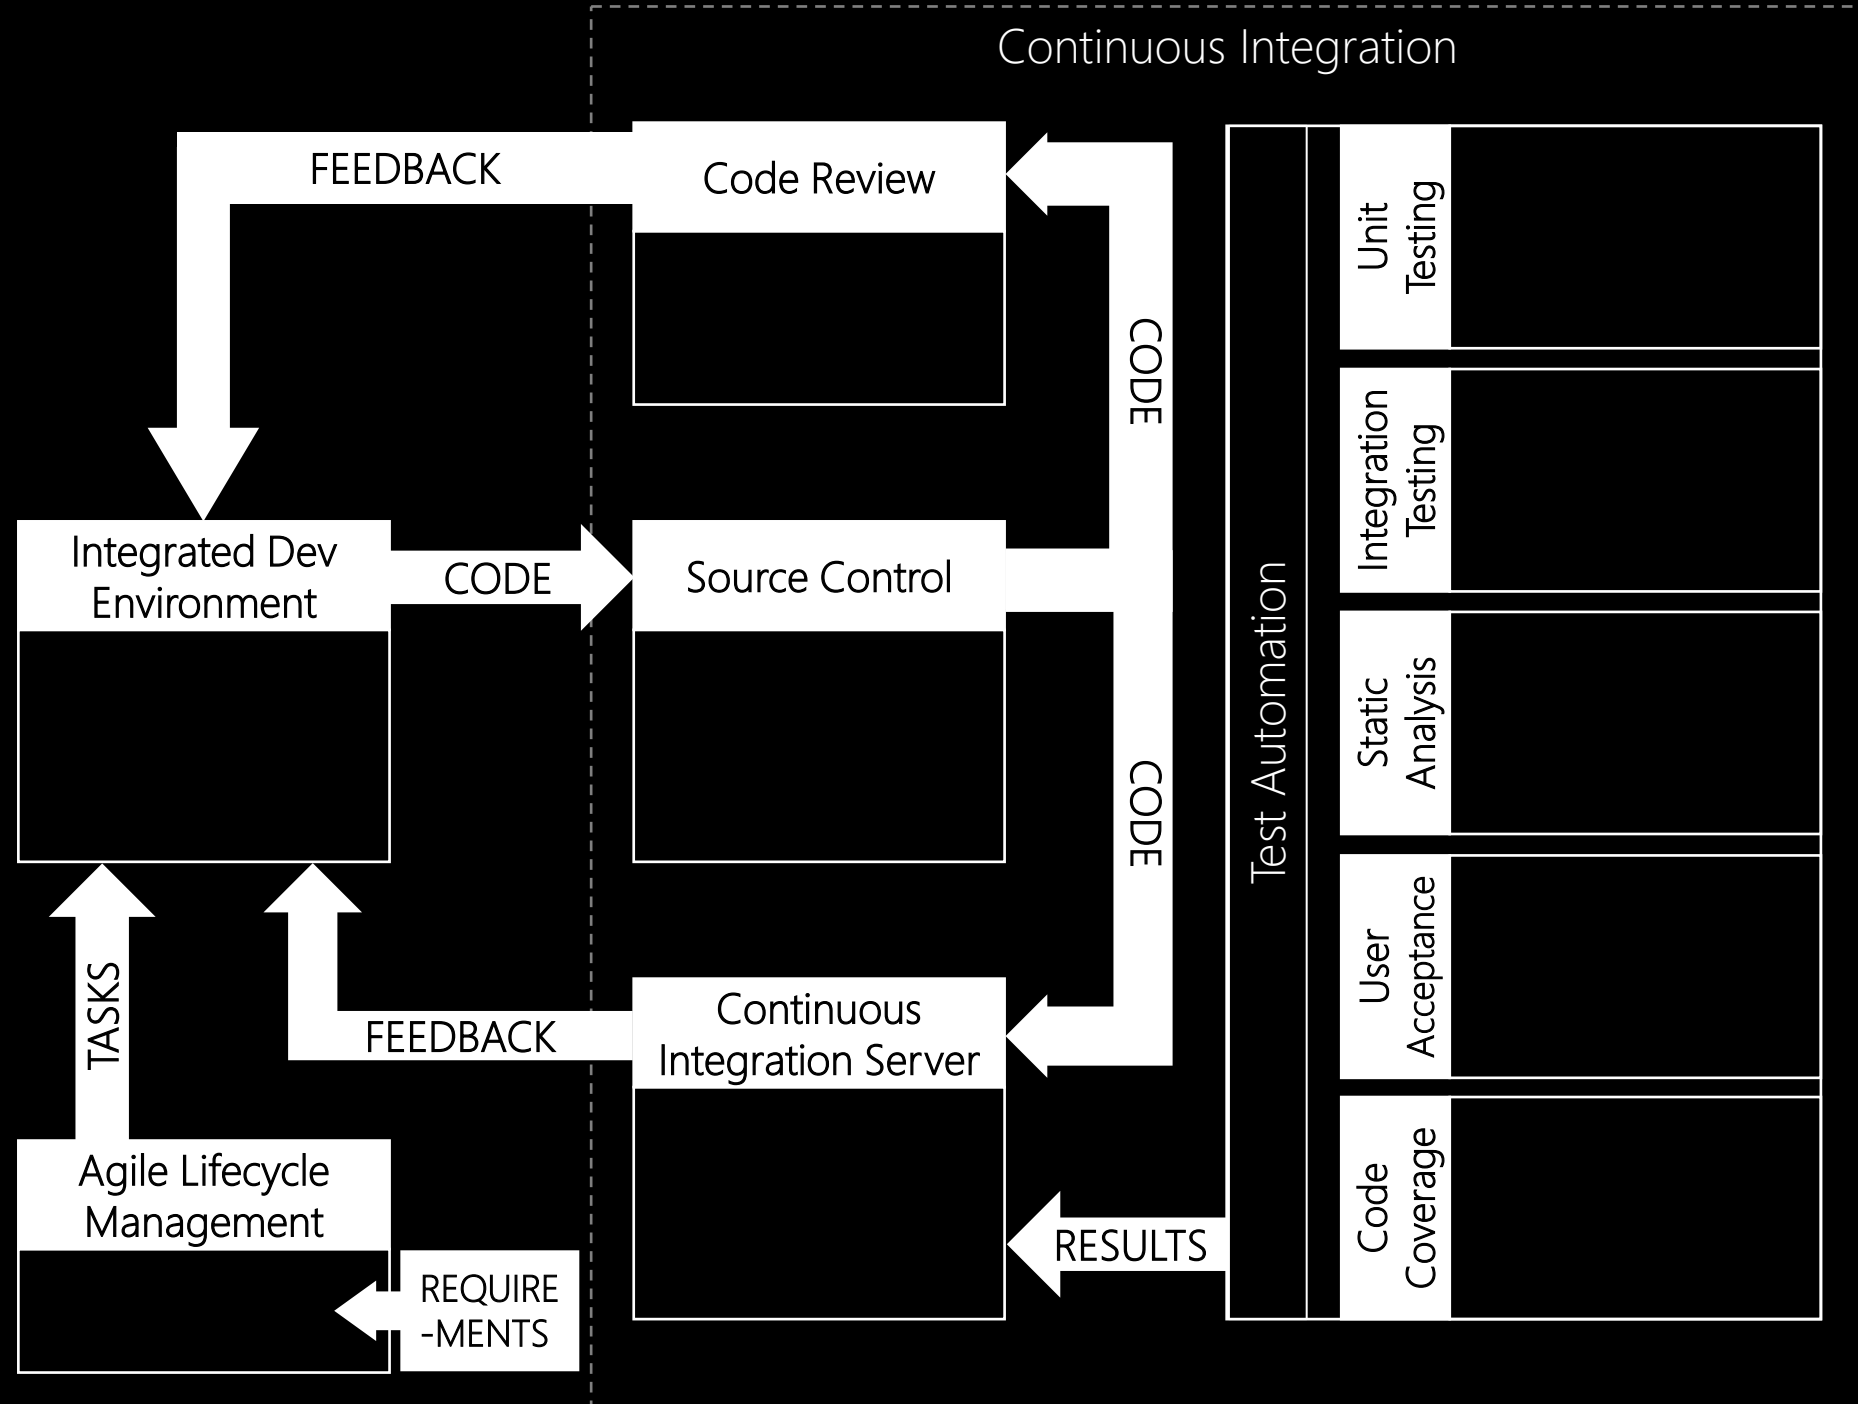 Continuous Integration
FEEDBACK
Code Review
CODE
Unit
Testing
Integration
Testing
Integrated Dev
Environment
CODE
Source Control
Test Automation
Static
Analysis
CODE
User
Acceptance
TASKS
FEEDBACK
Continuous
Integration Server
Agile Lifecycle
Management
REQUIRE
-MENTS
RESULTS
Code
Coverage